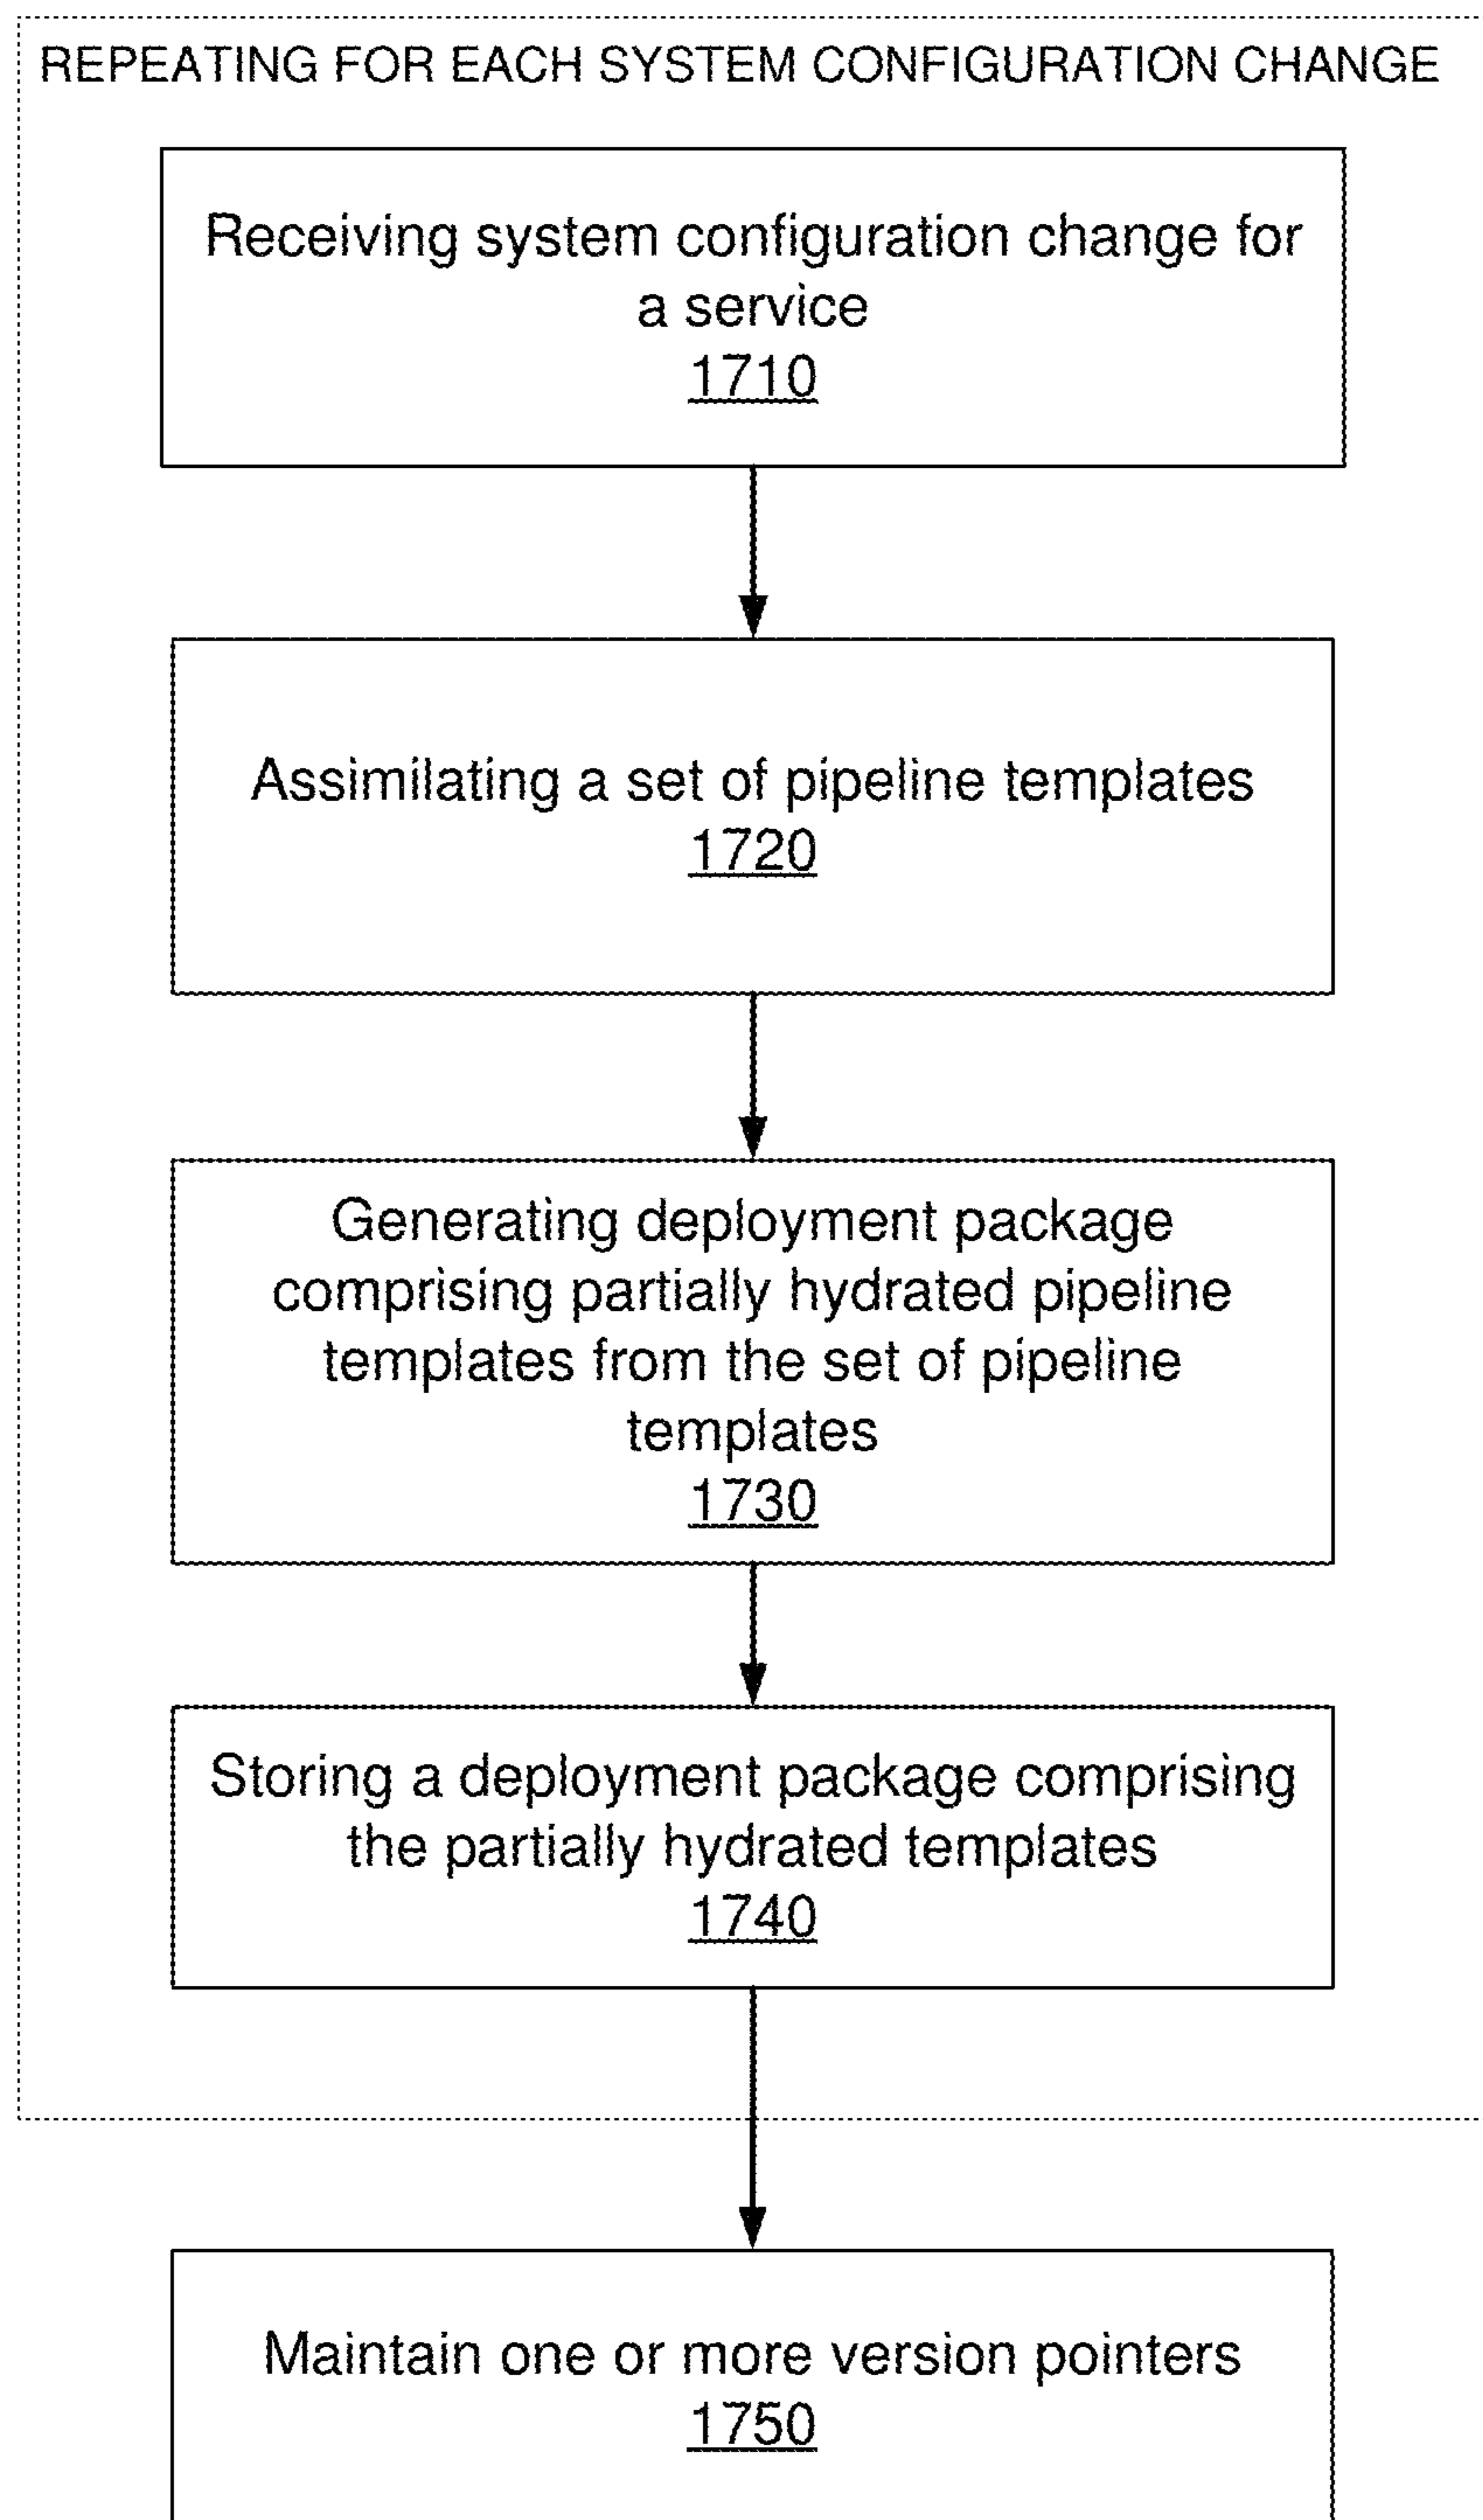 REPEATING FOR EACH SYSTEM CONFIGURATION CHANGE
Receiving system configuration change for
a service
1710
Assimilating a set of pipeline templates
1720
Generating deployment package
comprising partially hydrated pipeline
templates from the set of pipeline
templates
1730
Storing a deployment package comprising
the partially hydrated templates
1740
Maintain one or more version pointers
1750